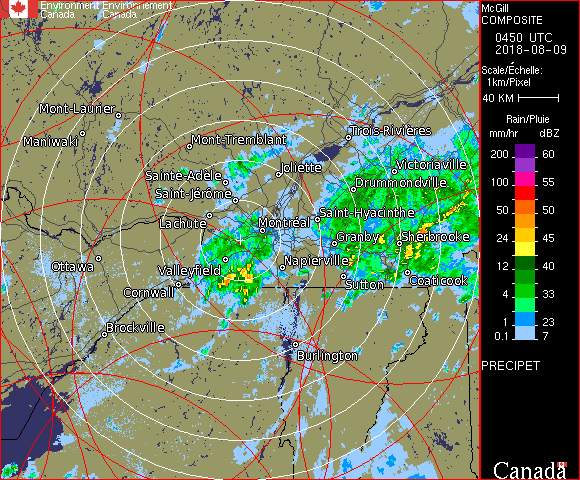 Environment Environnement
Canada Canada
McGill
COMPOSITE
0450 UTC
2018-08-09
Scale/Échelle:
1km/Pixel
40 KM
Rain/Pluie
mm/hr dBZ
200 60
100 55
50 50
24 45
12 40
4 33
1 23
0.1 7
PRECIPET
Canada
Mont-Laurier
Maniwaki
Mont-Tremblant
Trois-Rivières
Sainte-Adele
Joliette
Victoriaville
Saint-Jérôme
Drummondville
Lachute
Montréal
Saint-Hyacinthe
Granby
Sherbrooke
Ottawa
Valleyfield
Napierville
Cornwall
Sutton
Coaticook
Brockville
Burlington